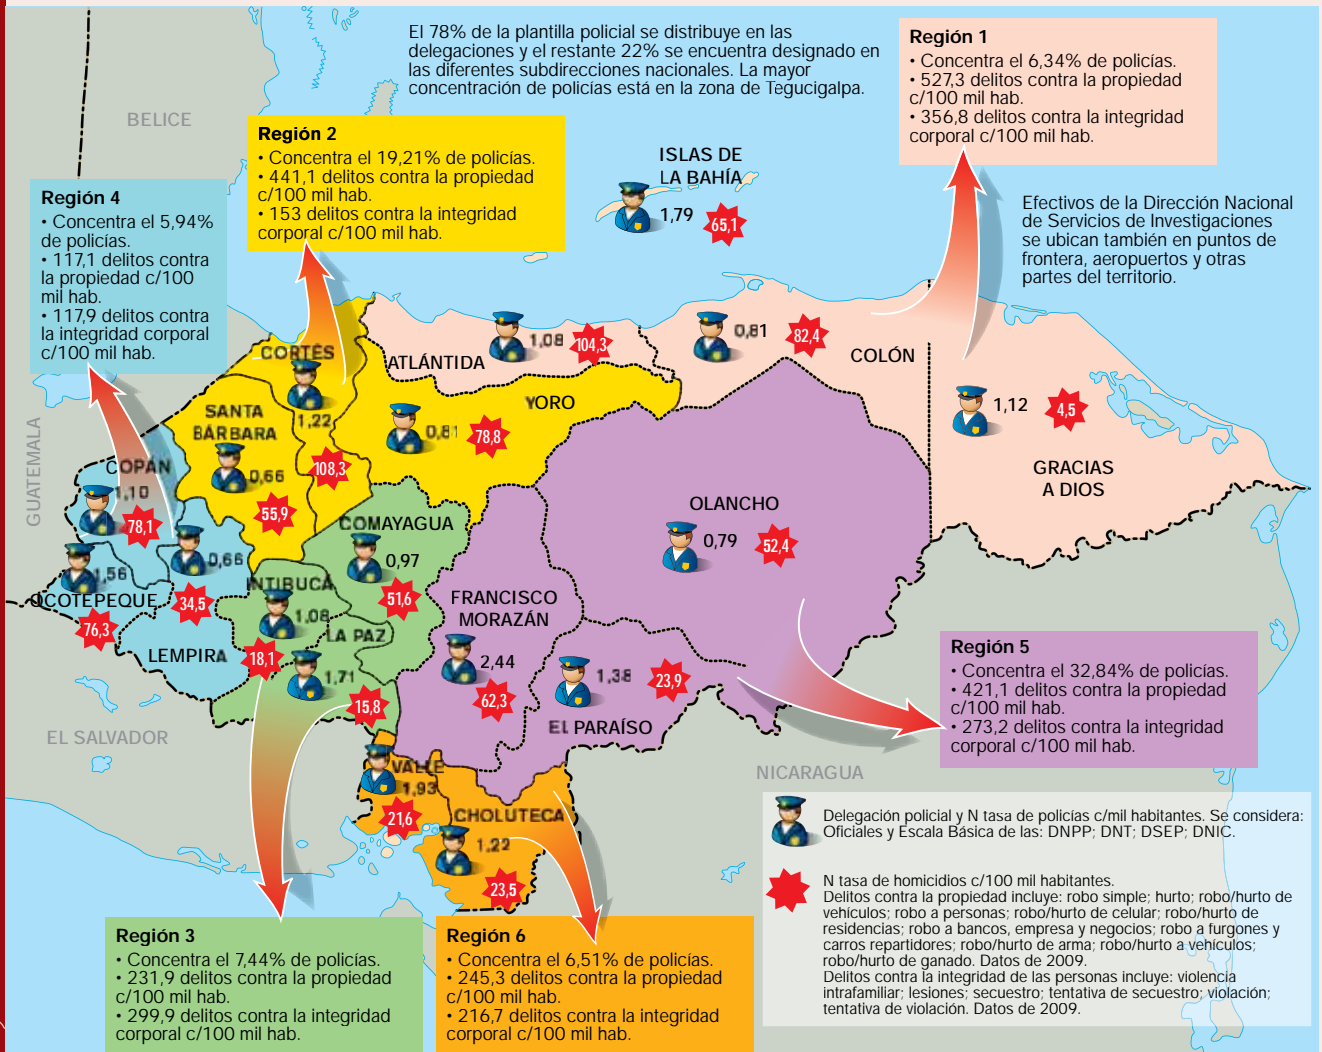 El 78% de la plantilla policial se distribuye en las
delegaciones y el restante 22% se encuentra designado en
las diferentes subdirecciones nacionales. La mayor
concentración de policías está en la zona de Tegucigalpa.
Región 1
• Concentra el 6,34% de policías.
• 527,3 delitos contra la propiedad
c/100 mil hab.
• 356,8 delitos contra la integridad
corporal c/100 mil hab.
BELICE
Región 2
• Concentra el 19,21% de policías.
• 441,1 delitos contra la propiedad
c/100 mil hab.
• 153 delitos contra la integridad
corporal c/100 mil hab.
Región 4
• Concentra el 5,94%
de policías.
• 117,1 delitos contra
la propiedad c/100
mil hab.
• 117,9 delitos contra
la integridad corporal
c/100 mil hab.
ISLAS DE
LA BAHÍA
1,79
65,1
Efectivos de la Dirección Nacional
de Servicios de Investigaciones
se ubican también en puntos de
frontera, aeropuertos y otras
partes del territorio.
CORTÉS
1,22
108,3
ATLÁNTIDA
1,08
104,3
0,81
82,4
COLÓN
1,12
4,5
GRACIAS
A DIOS
SANTA
BÁRBARA
0,66
55,9
YORO
0,81
78,8
GUATEMALA
COPÁN
1,10
78,1
OLANCHO
0,79
52,4
COMAYAGUA
0,97
51,6
1,56
OCOTEPEQUE
76,3
0,66
34,5
LEMPIRA
INTIBUCÁ
1,08
18,1
LA PAZ
1,71
15,8
FRANCISCO
MORAZÁN
2,44
62,3
1,38
23,9
EL PARAÍSO
Región 5
• Concentra el 32,84% de policías.
• 421,1 delitos contra la propiedad
c/100 mil hab.
• 273,2 delitos contra la integridad
corporal c/100 mil hab.
EL SALVADOR
NICARAGUA
VALLE
1,93
21,6
CHOLUTECA
1,22
23,5
Delegación policial y N tasa de policías c/mil habitantes. Se considera:
Oficiales y Escala Básica de las: DNPP; DNT; DSEP; DNIC.
N tasa de homicidios c/100 mil habitantes.
Delitos contra la propiedad incluye: robo simple; hurto; robo/hurto de
vehículos; robo a personas; robo/hurto de celular; robo/hurto de
residencias; robo a bancos, empresa y negocios; robo a furgones y
carros repartidores; robo/hurto de arma; robo/hurto a vehículos;
robo/hurto de ganado. Datos de 2009.
Delitos contra la integridad de las personas incluye: violencia
intrafamiliar; lesiones; secuestro; tentativa de secuestro; violación;
tentativa de violación. Datos de 2009.
Región 3
• Concentra el 7,44% de policías.
• 231,9 delitos contra la propiedad
c/100 mil hab.
• 299,9 delitos contra la integridad
corporal c/100 mil hab.
Región 6
• Concentra el 6,51% de policías.
• 245,3 delitos contra la propiedad
c/100 mil hab.
• 216,7 delitos contra la integridad
corporal c/100 mil hab.